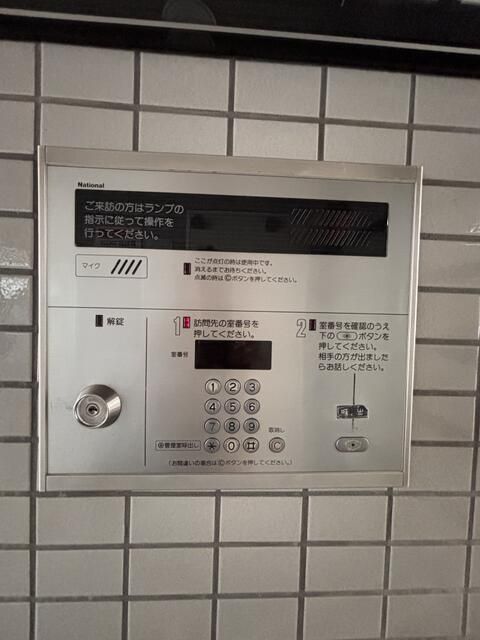 National
ご来訪の方はランプの
指示に従って操作を
行ってください。
マイク
ここが点灯の時は使用中です。
消えるまでお待ちください。
点滅の時はⒸボタンを押してください。
解錠
1 訪問先の室番号を
押してください。
室番号
1 2 3
4 5 6
7 8 9
* 0 #
取消し
C
✽管理室呼出し
(お間違いの場合はⒸボタンを押してください。)
2 室番号を確認のうえ
下の ボタンを
押してください。
相手の方が出ました
らお話しください。
呼出